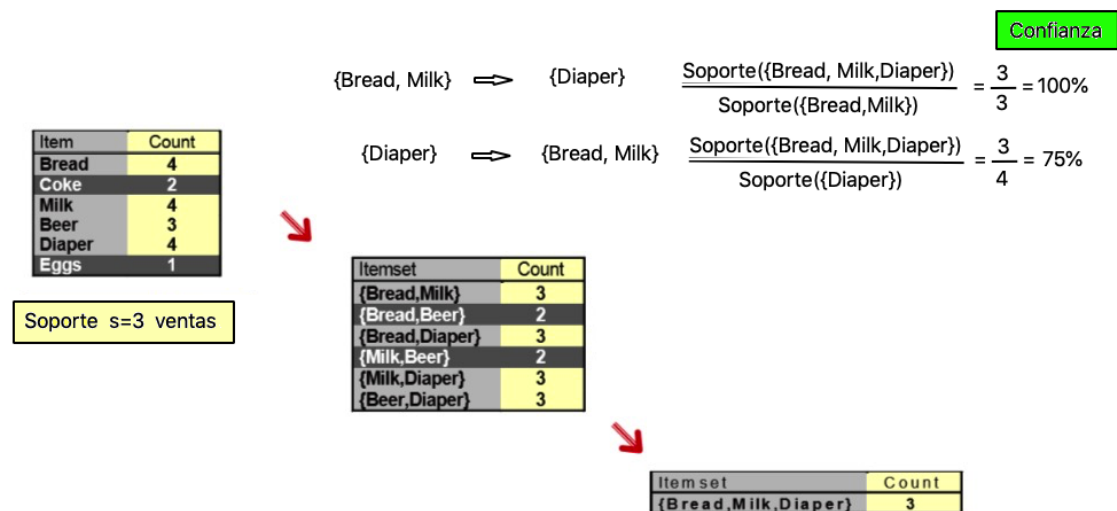 Confianza
{Bread, Milk} ⇒ {Diaper} Soporte({Bread, Milk,Diaper}) / Soporte({Bread,Milk}) = 3 / 3 = 100%
{Diaper} ⇒ {Bread, Milk} Soporte({Bread, Milk,Diaper}) / Soporte({Diaper}) = 3 / 4 = 75%
Item Count
Bread 4
Coke 2
Milk 4
Beer 3
Diaper 4
Eggs 1
Soporte s=3 ventas
Itemset Count
{Bread,Milk} 3
{Bread,Beer} 2
{Bread,Diaper} 3
{Milk,Beer} 2
{Milk,Diaper} 3
{Beer,Diaper} 3
Itemset Count
{Bread,Milk,Diaper} 3